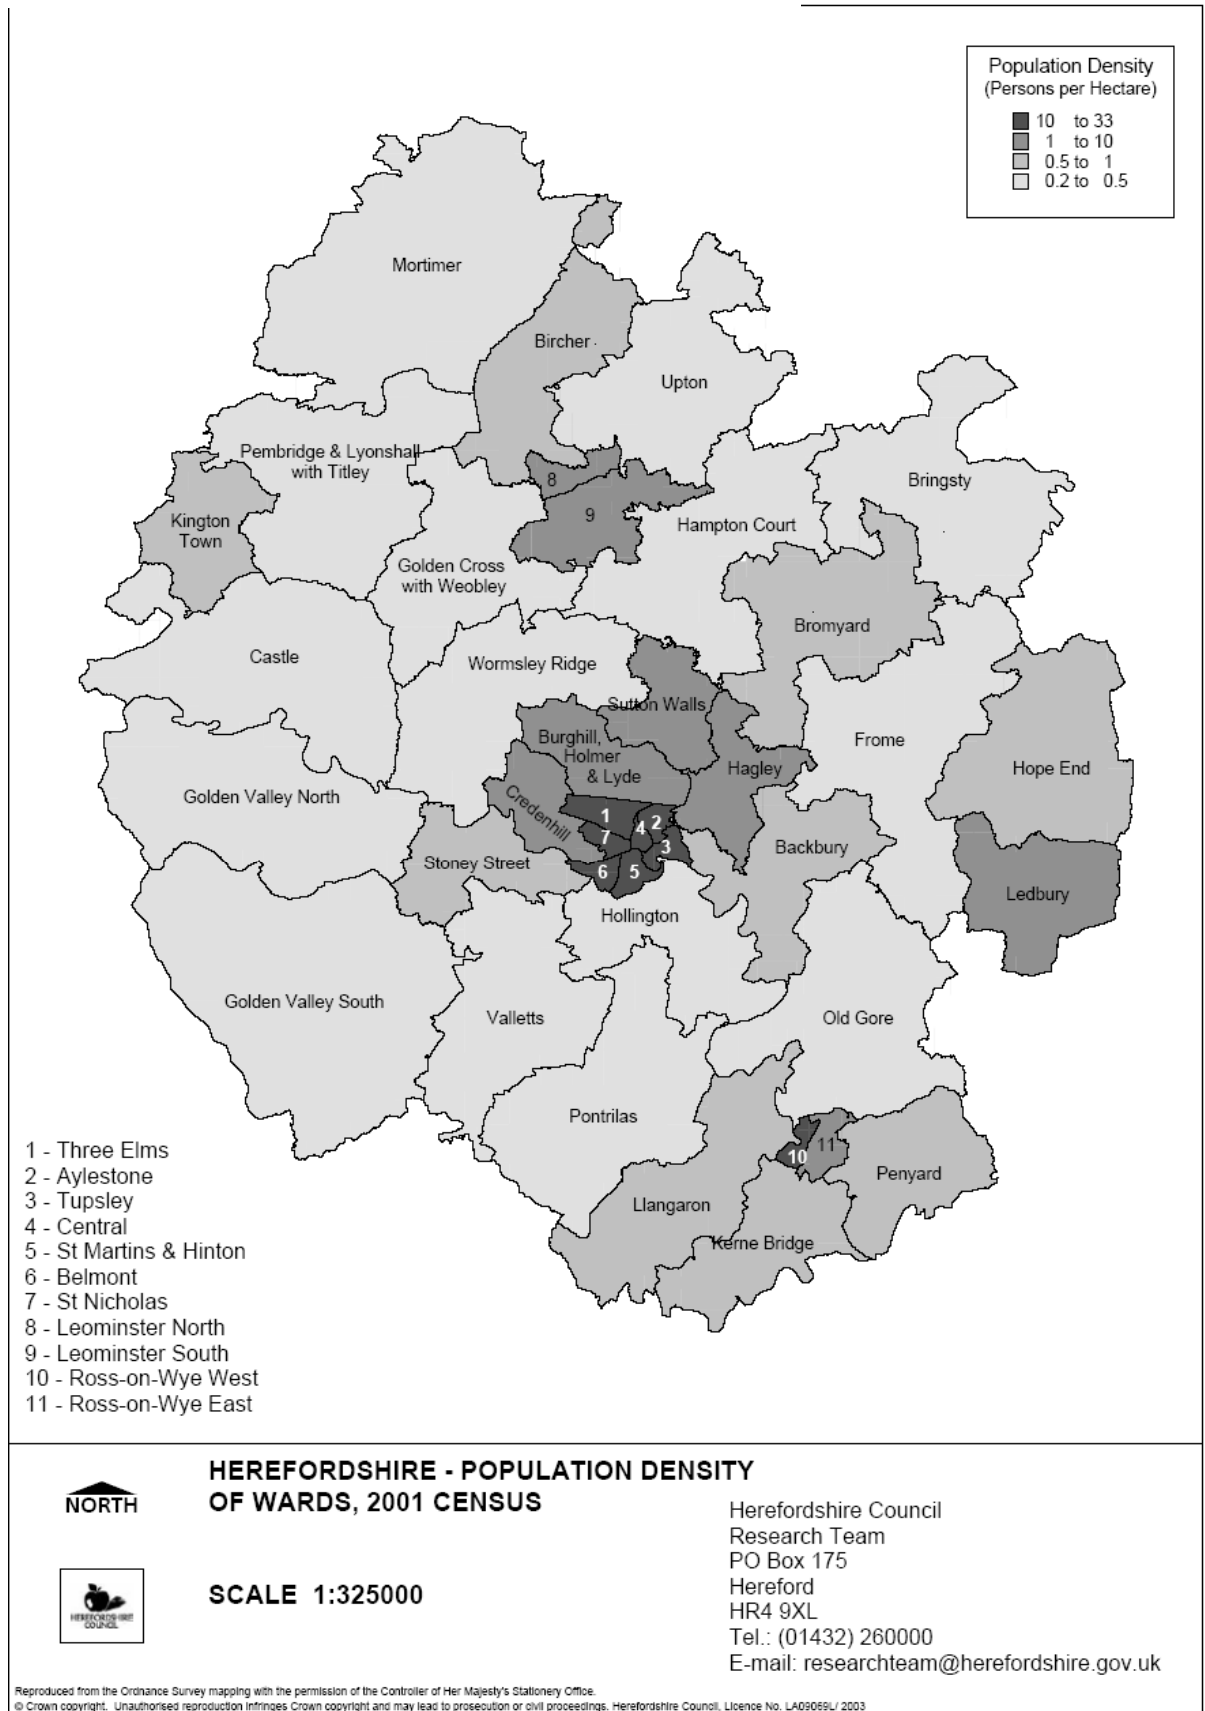 Population Density
(Persons per Hectare)
10 to 33
1 to 10
0.5 to 1
0.2 to 0.5
Mortimer
Bircher
Upton
Pembridge & Lyonshall
with Titley
Bringsty
8
Kington
Town
9
Hampton Court
Golden Cross
with Weobley
Bromyard
Castle
Wormsley Ridge
Sutton Walls
Burghill,
Holmer
& Lyde
Frome
Hagley
Hope End
Golden Valley North
Credenhill
1
2
4
7
3
Backbury
Stoney Street
6
5
Ledbury
Hollington
Golden Valley South
Valletts
Old Gore
Pontrilas
11
10
Penyard
Llangaron
Kerne Bridge
1 - Three Elms
2 - Aylestone
3 - Tupsley
4 - Central
5 - St Martins & Hinton
6 - Belmont
7 - St Nicholas
8 - Leominster North
9 - Leominster South
10 - Ross-on-Wye West
11 - Ross-on-Wye East
NORTH
HEREFORDSHIRE - POPULATION DENSITY
OF WARDS, 2001 CENSUS
SCALE 1:325000
HEREFORDSHIRE
COUNCIL
Herefordshire Council
Research Team
PO Box 175
Hereford
HR4 9XL
Tel.: (01432) 260000
E-mail: researchteam@herefordshire.gov.uk
Reproduced from the Ordnance Survey mapping with the permission of the Controller of Her Majesty's Stationery Office.
© Crown copyright. Unauthorised reproduction infringes Crown copyright and may lead to prosecution or civil proceedings. Herefordshire Council. Licence No. LA09069L/ 2003